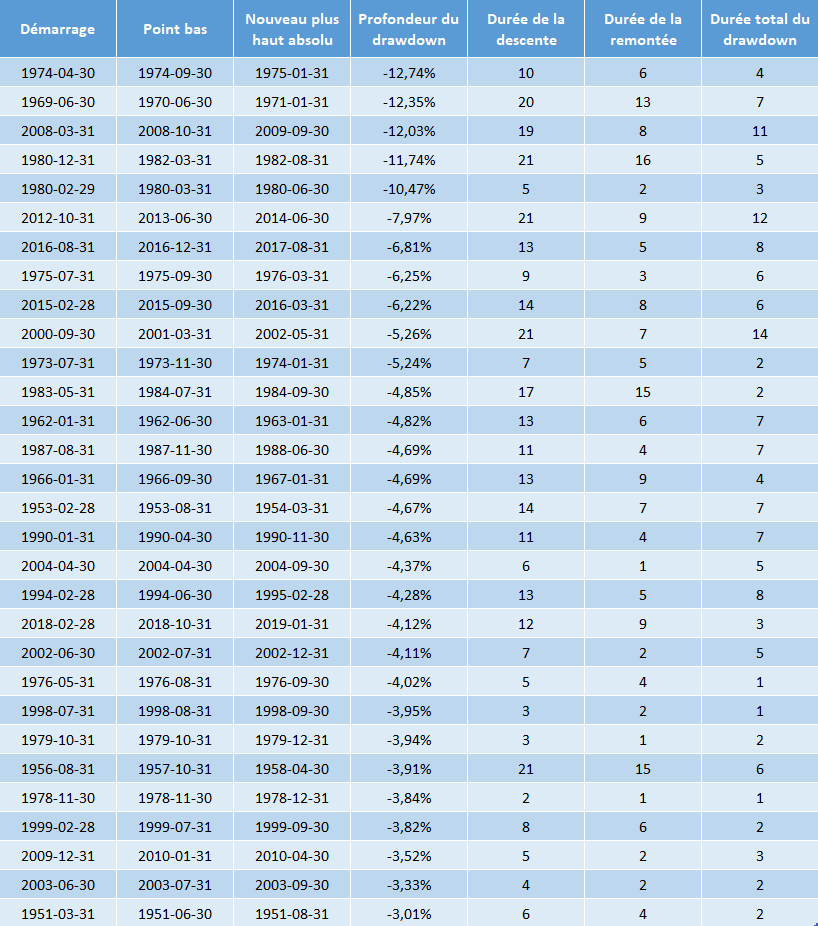 Démarrage Point bas Nouveau plus haut absolu Profondeur du drawdown Durée de la descente Durée de la remontée Durée total du drawdown
1974-04-30 1974-09-30 1975-01-31 -12,74% 10 6 4
1969-06-30 1970-06-30 1971-01-31 -12,35% 20 13 7
2008-03-31 2008-10-31 2009-09-30 -12,03% 19 8 11
1980-12-31 1982-03-31 1982-08-31 -11,74% 21 16 5
1980-02-29 1980-03-31 1980-06-30 -10,47% 5 2 3
2012-10-31 2013-06-30 2014-06-30 -7,97% 21 9 12
2016-08-31 2016-12-31 2017-08-31 -6,81% 13 5 8
1975-07-31 1975-09-30 1976-03-31 -6,25% 9 3 6
2015-02-28 2015-09-30 2016-03-31 -6,22% 14 8 6
2000-09-30 2001-03-31 2002-05-31 -5,26% 21 7 14
1973-07-31 1973-11-30 1974-01-31 -5,24% 7 5 2
1983-05-31 1984-07-31 1984-09-30 -4,85% 17 15 2
1962-01-31 1962-06-30 1963-01-31 -4,82% 13 6 7
1987-08-31 1987-11-30 1988-06-30 -4,69% 11 4 7
1966-01-31 1966-09-30 1967-01-31 -4,69% 13 9 4
1953-02-28 1953-08-31 1954-03-31 -4,67% 14 7 7
1990-01-31 1990-04-30 1990-11-30 -4,63% 11 4 7
2004-04-30 2004-04-30 2004-09-30 -4,37% 6 1 5
1994-02-28 1994-06-30 1995-02-28 -4,28% 13 5 8
2018-02-28 2018-10-31 2019-01-31 -4,12% 12 9 3
2002-06-30 2002-07-31 2002-12-31 -4,11% 7 2 5
1976-05-31 1976-08-31 1976-09-30 -4,02% 5 4 1
1998-07-31 1998-08-31 1998-09-30 -3,95% 3 2 1
1979-10-31 1979-10-31 1979-12-31 -3,94% 3 1 2
1956-08-31 1957-10-31 1958-04-30 -3,91% 21 15 6
1978-11-30 1978-11-30 1978-12-31 -3,84% 2 1 1
1999-02-28 1999-07-31 1999-09-30 -3,82% 8 6 2
2009-12-31 2010-01-31 2010-04-30 -3,52% 5 2 3
2003-06-30 2003-07-31 2003-09-30 -3,33% 4 2 2
1951-03-31 1951-06-30 1951-08-31 -3,01% 6 4 2